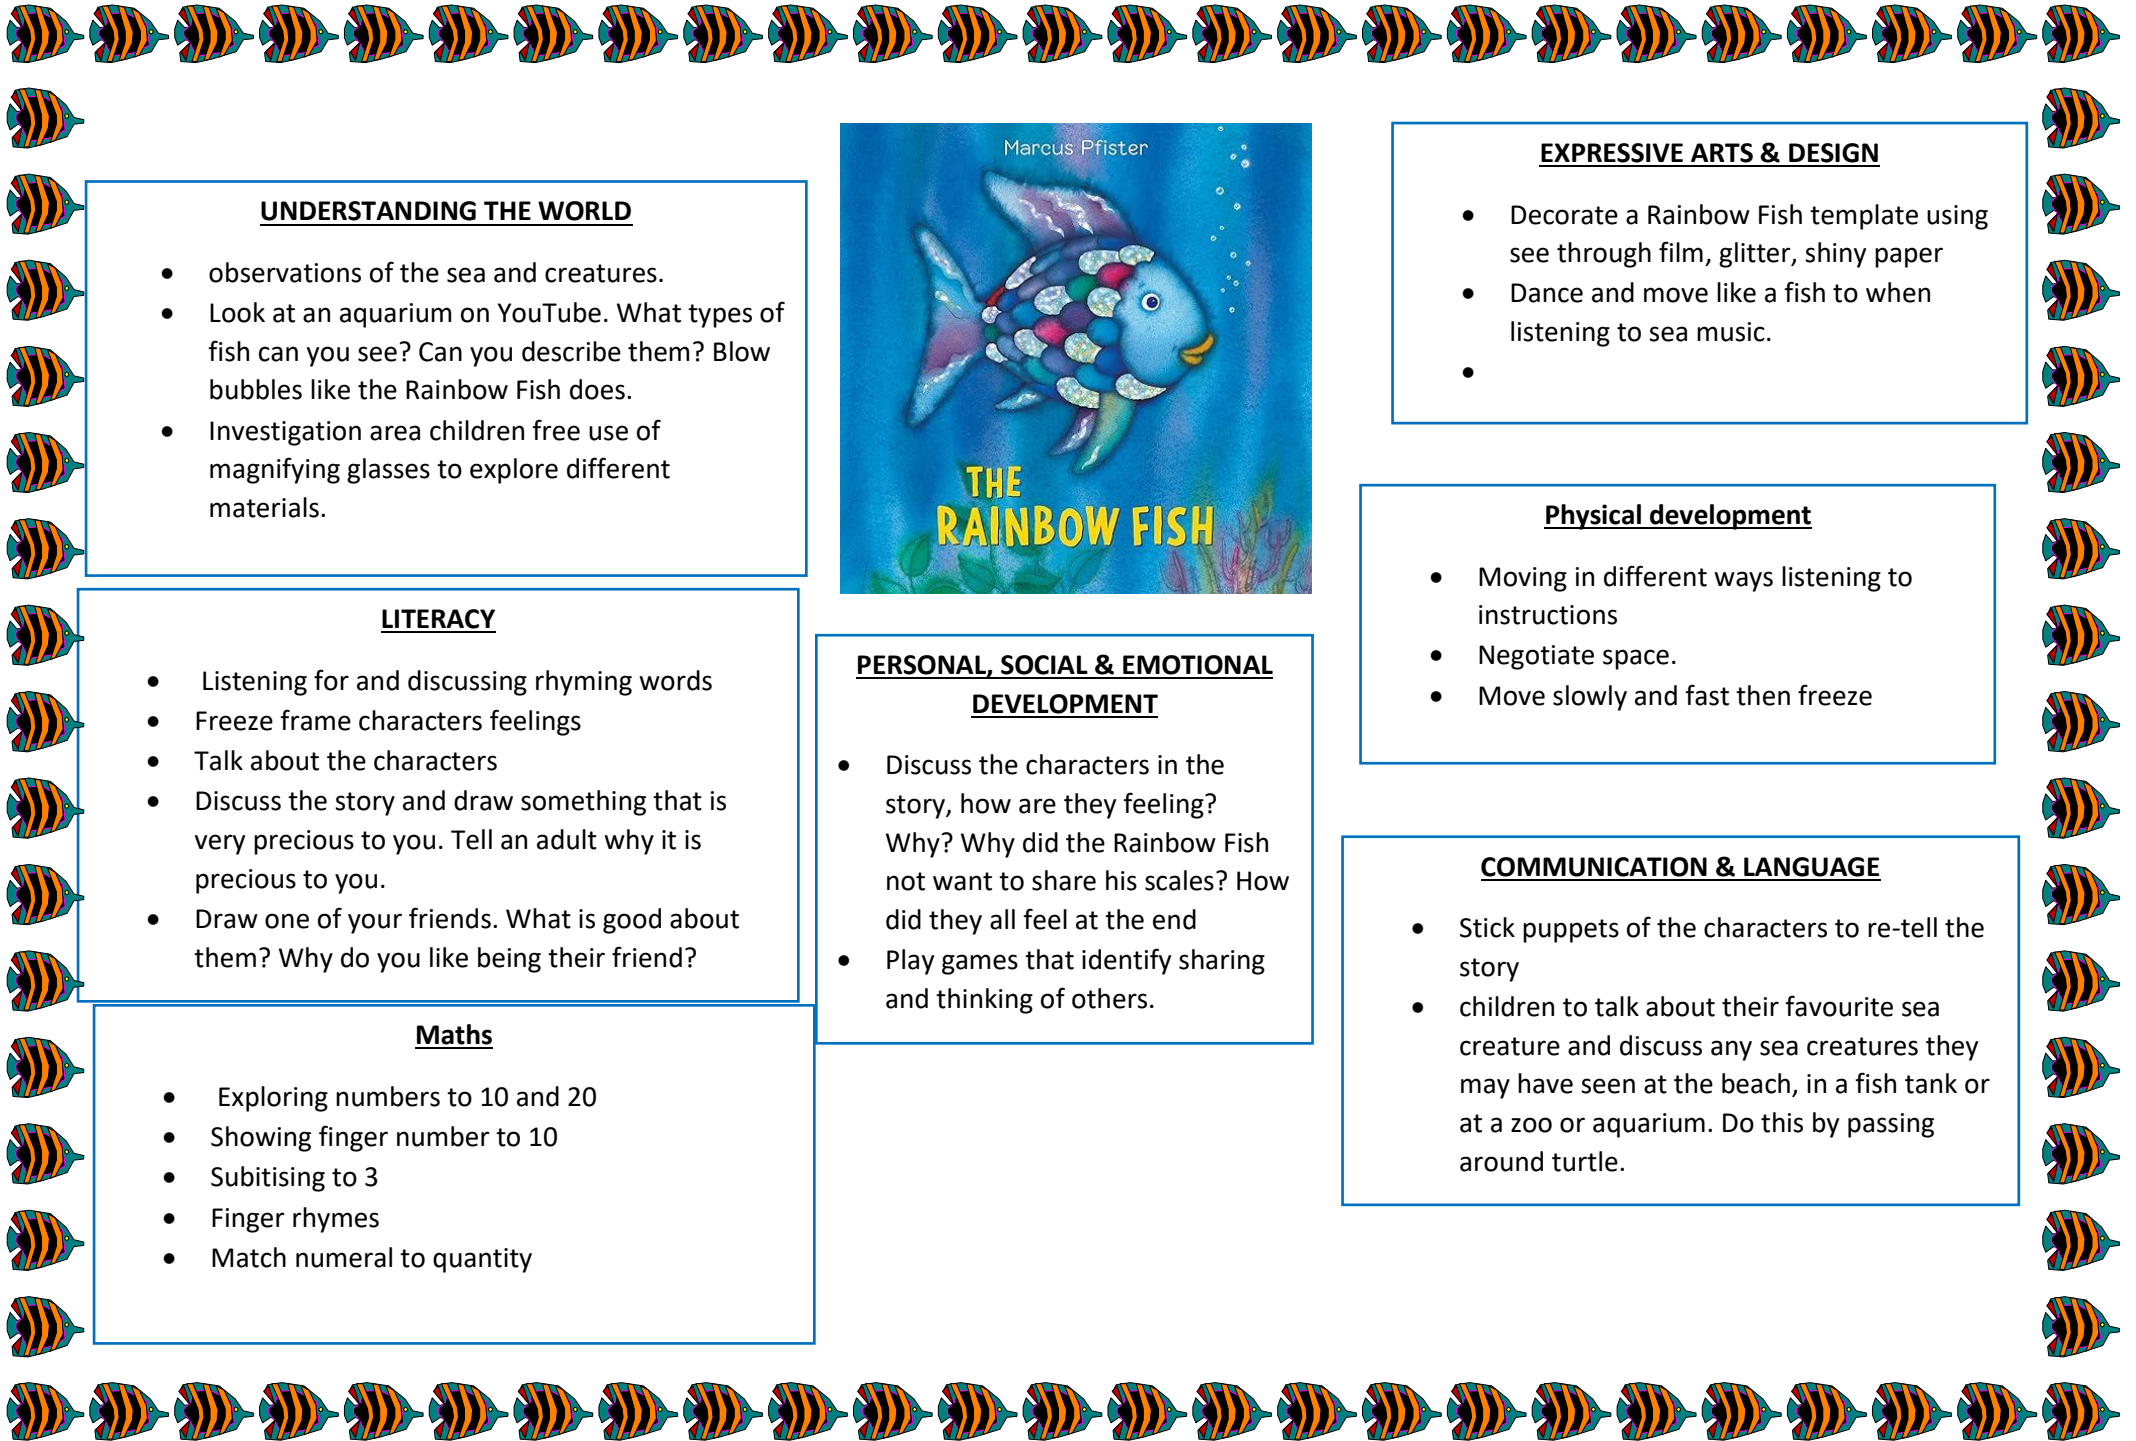 UNDERSTANDING THE WORLD
• observations of the sea and creatures.
• Look at an aquarium on YouTube. What types of
fish can you see? Can you describe them? Blow
bubbles like the Rainbow Fish does.
• Investigation area children free use of
magnifying glasses to explore different
materials.
LITERACY
• Listening for and discussing rhyming words
• Freeze frame characters feelings
• Talk about the characters
• Discuss the story and draw something that is
very precious to you. Tell an adult why it is
precious to you.
• Draw one of your friends. What is good about
them? Why do you like being their friend?
Maths
• Exploring numbers to 10 and 20
• Showing finger number to 10
• Subitising to 3
• Finger rhymes
• Match numeral to quantity
Marcus Pfister
THE
RAINBOW FISH
PERSONAL, SOCIAL & EMOTIONAL
DEVELOPMENT
• Discuss the characters in the
story, how are they feeling?
Why? Why did the Rainbow Fish
not want to share his scales? How
did they all feel at the end
• Play games that identify sharing
and thinking of others.
EXPRESSIVE ARTS & DESIGN
• Decorate a Rainbow Fish template using
see through film, glitter, shiny paper
• Dance and move like a fish to when
listening to sea music.
•
Physical development
• Moving in different ways listening to
instructions
• Negotiate space.
• Move slowly and fast then freeze
COMMUNICATION & LANGUAGE
• Stick puppets of the characters to re-tell the
story
• children to talk about their favourite sea
creature and discuss any sea creatures they
may have seen at the beach, in a fish tank or
at a zoo or aquarium. Do this by passing
around turtle.